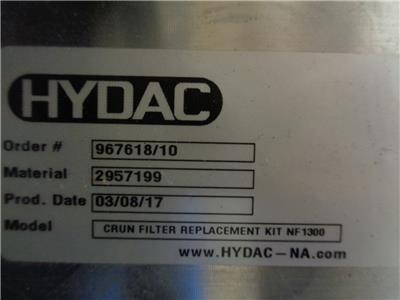 HYDAC
Order # 967618/10
Material 2957199
Prod. Date 03/08/17
Model CRUN FILTER REPLACEMENT KIT NF1300
www.HYDAC-NA.com